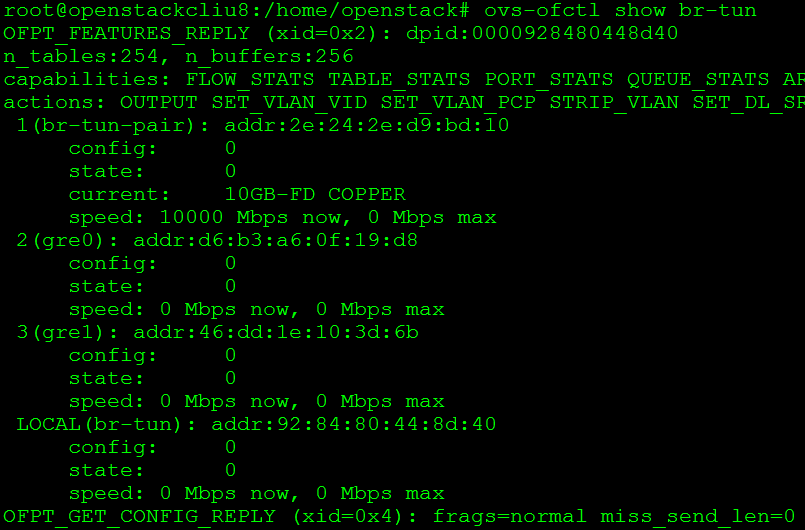 root@openstackcliu8:/home/openstack# ovs-ofctl show br-tun
OFPT_FEATURES_REPLY (xid=0x2): dpid:0000928480448d40
n_tables:254, n_buffers:256
capabilities: FLOW_STATS TABLE_STATS PORT_STATS QUEUE_STATS AR
actions: OUTPUT SET_VLAN_VID SET_VLAN_PCP STRIP_VLAN SET_DL_SR
 1(br-tun-pair): addr:2e:24:2e:d9:bd:10
     config:     0
     state:      0
     current:    10GB-FD COPPER
     speed: 10000 Mbps now, 0 Mbps max
 2(gre0): addr:d6:b3:a6:0f:19:d8
     config:     0
     state:      0
     speed: 0 Mbps now, 0 Mbps max
 3(gre1): addr:46:dd:1e:10:3d:6b
     config:     0
     state:      0
     speed: 0 Mbps now, 0 Mbps max
 LOCAL(br-tun): addr:92:84:80:44:8d:40
     config:     0
     state:      0
     speed: 0 Mbps now, 0 Mbps max
OFPT_GET_CONFIG_REPLY (xid=0x4): frags=normal miss_send_len=0